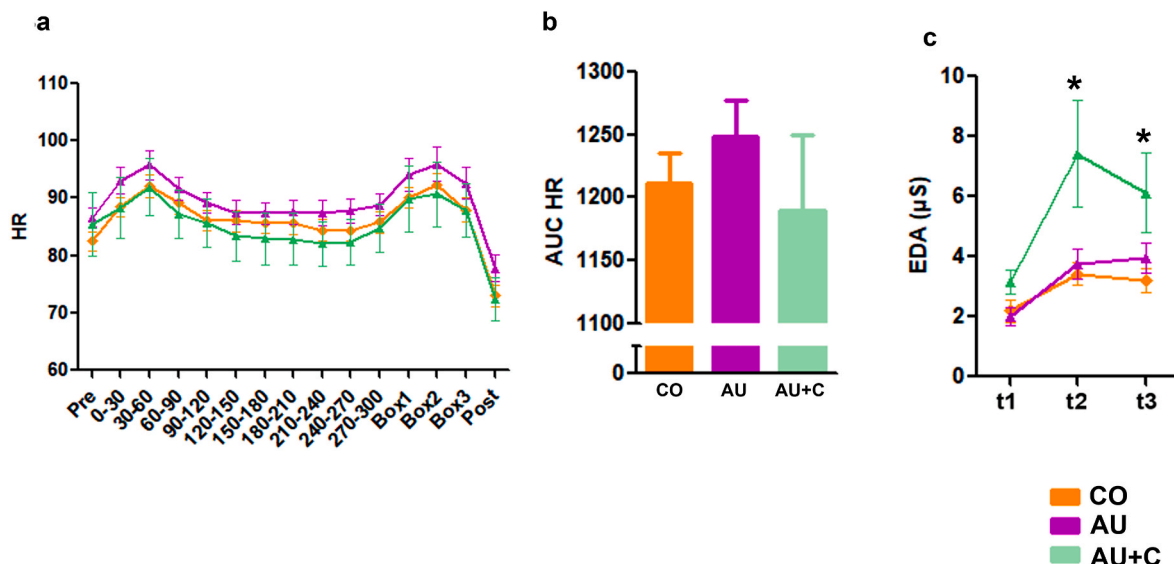 a
HR
110
100
90
80
70
60
Pre
0-30
30-60
60-90
90-120
120-150
150-180
180-210
210-240
240-270
270-300
Box1
Box2
Box3
Post
b
AUC HR
1300
1250
1200
1150
1100
0
CO
AU
AU+C
c
EDA (µS)
10
8
6
4
2
0
*
*
t1
t2
t3
CO
AU
AU+C